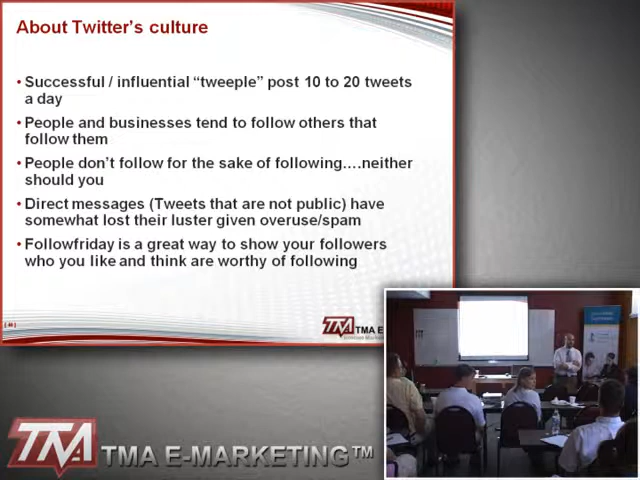 About Twitter's culture
• Successful / influential “tweeple” post 10 to 20 tweets
a day
• People and businesses tend to follow others that
follow them
• People don't follow for the sake of following….neither
should you
• Direct messages (Tweets that are not public) have
somewhat lost their luster given overuse/spam
• Followfriday is a great way to show your followers
who you like and think are worthy of following
TMA TMA E-
TMA TMA E-MARKETING™